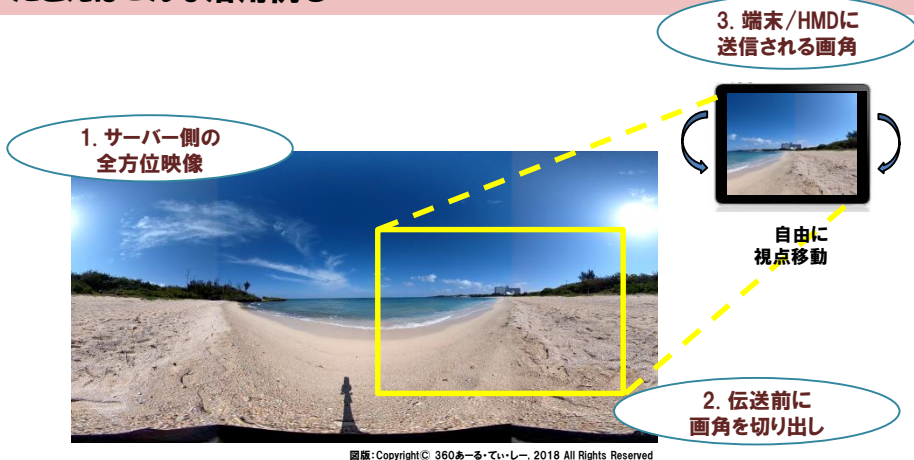 1. サーバー側の
全方位映像
3. 端末/HMDに
送信される画角
自由に
視点移動
2. 伝送前に
画角を切り出し
図版：Copyright© 360あーる・てぃ・しー, 2018 All Rights Reserved